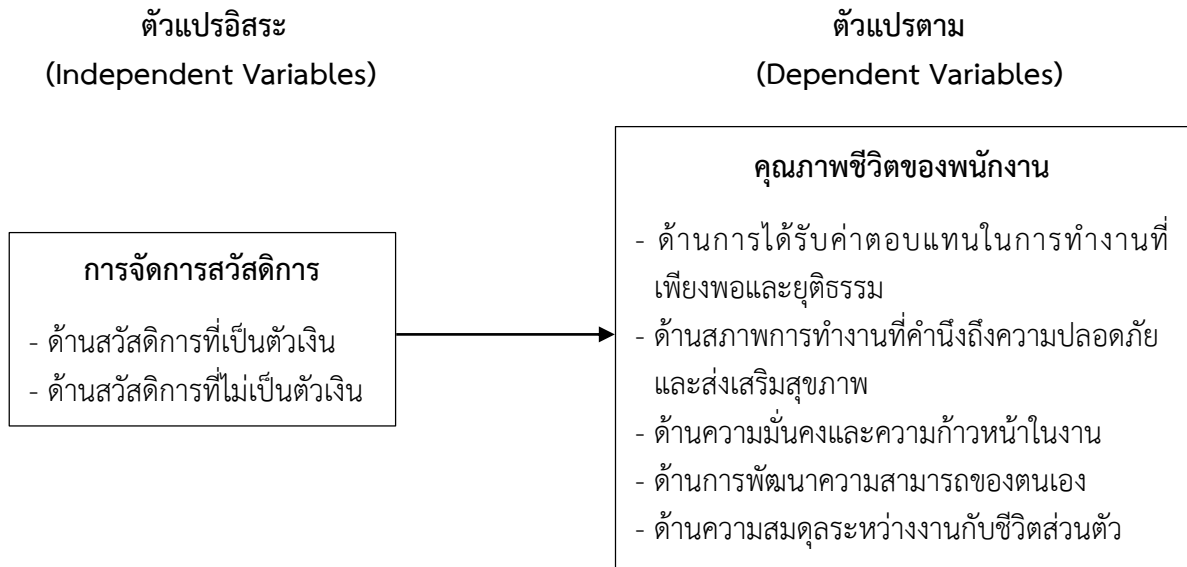 ตัวแปรอิสระ
(Independent Variables)
การจัดการสวัสดิการ
- ด้านสวัสดิการที่เป็นตัวเงิน
- ด้านสวัสดิการที่ไม่เป็นตัวเงิน
ตัวแปรตาม
(Dependent Variables)
คุณภาพชีวิตของพนักงาน
- ด้านการได้รับค่าตอบแทนในการทำงานที่
เพียงพอและยุติธรรม
- ด้านสภาพการทำงานที่คำนึงถึงความปลอดภัย
และส่งเสริมสุขภาพ
- ด้านความมั่นคงและความก้าวหน้าในงาน
- ด้านการพัฒนาความสามารถของตนเอง
- ด้านความสมดุลระหว่างงานกับชีวิตส่วนตัว